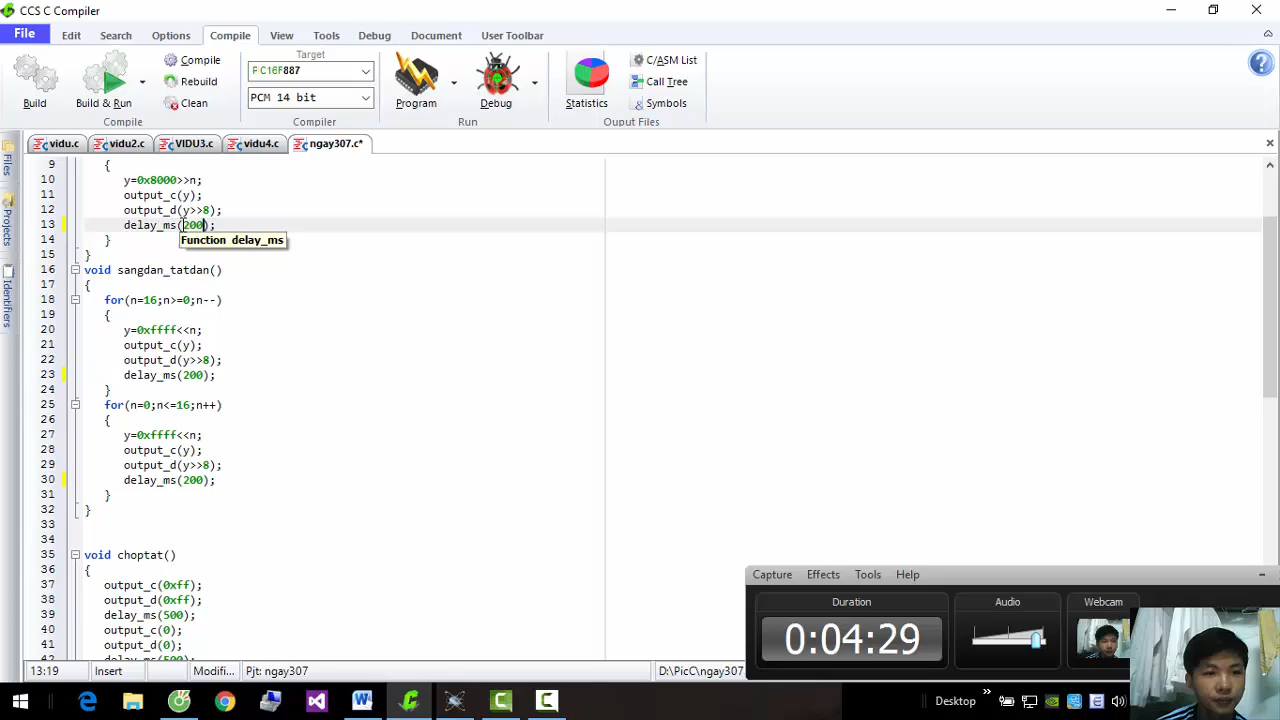 CCS C Compiler
File Edit Search Options Compile View Tools Debug Document User Toolbar
Build
Build & Run
Compile
Rebuild
Clean
Compile
Target
PIC16F887
PCM 14 bit
Compiler
Program
Debug
Run
Statistics
C/ASM List
Call Tree
Symbols
Ouput Files
vidu.c vidu2.c VIDU3.c vidu4.c ngay307.c*
Files
Projects
Identifiers
9 {
10 y=0x8000>>n;
11 output_c(y);
12 output_d(y>>8);
13 delay_ms(200);
Function delay_ms
14 }
15 }
16 void sangdan_tatdan()
17 {
18 for(n=16;n>=0;n--)
19 {
20 y=0xffff<<n;
21 output_c(y);
22 output_d(y>>8);
23 delay_ms(200);
24 }
25 for(n=0;n<=16;n++)
26 {
27 y=0xffff<<n;
28 output_c(y);
29 output_d(y>>8);
30 delay_ms(200);
31 }
32 }
33
34
35 void choptat()
36 {
37 output_c(0xff);
38 output_d(0xff);
39 delay_ms(500);
40 output_c(0);
41 output_d(0);
42 delay_ms(500);
13:19 Insert Modifi... Pjt: ngay307 D:\PicC\ngay307
Capture Effects Tools Help
Duration
0:04:29
Audio
Webcam
Desktop